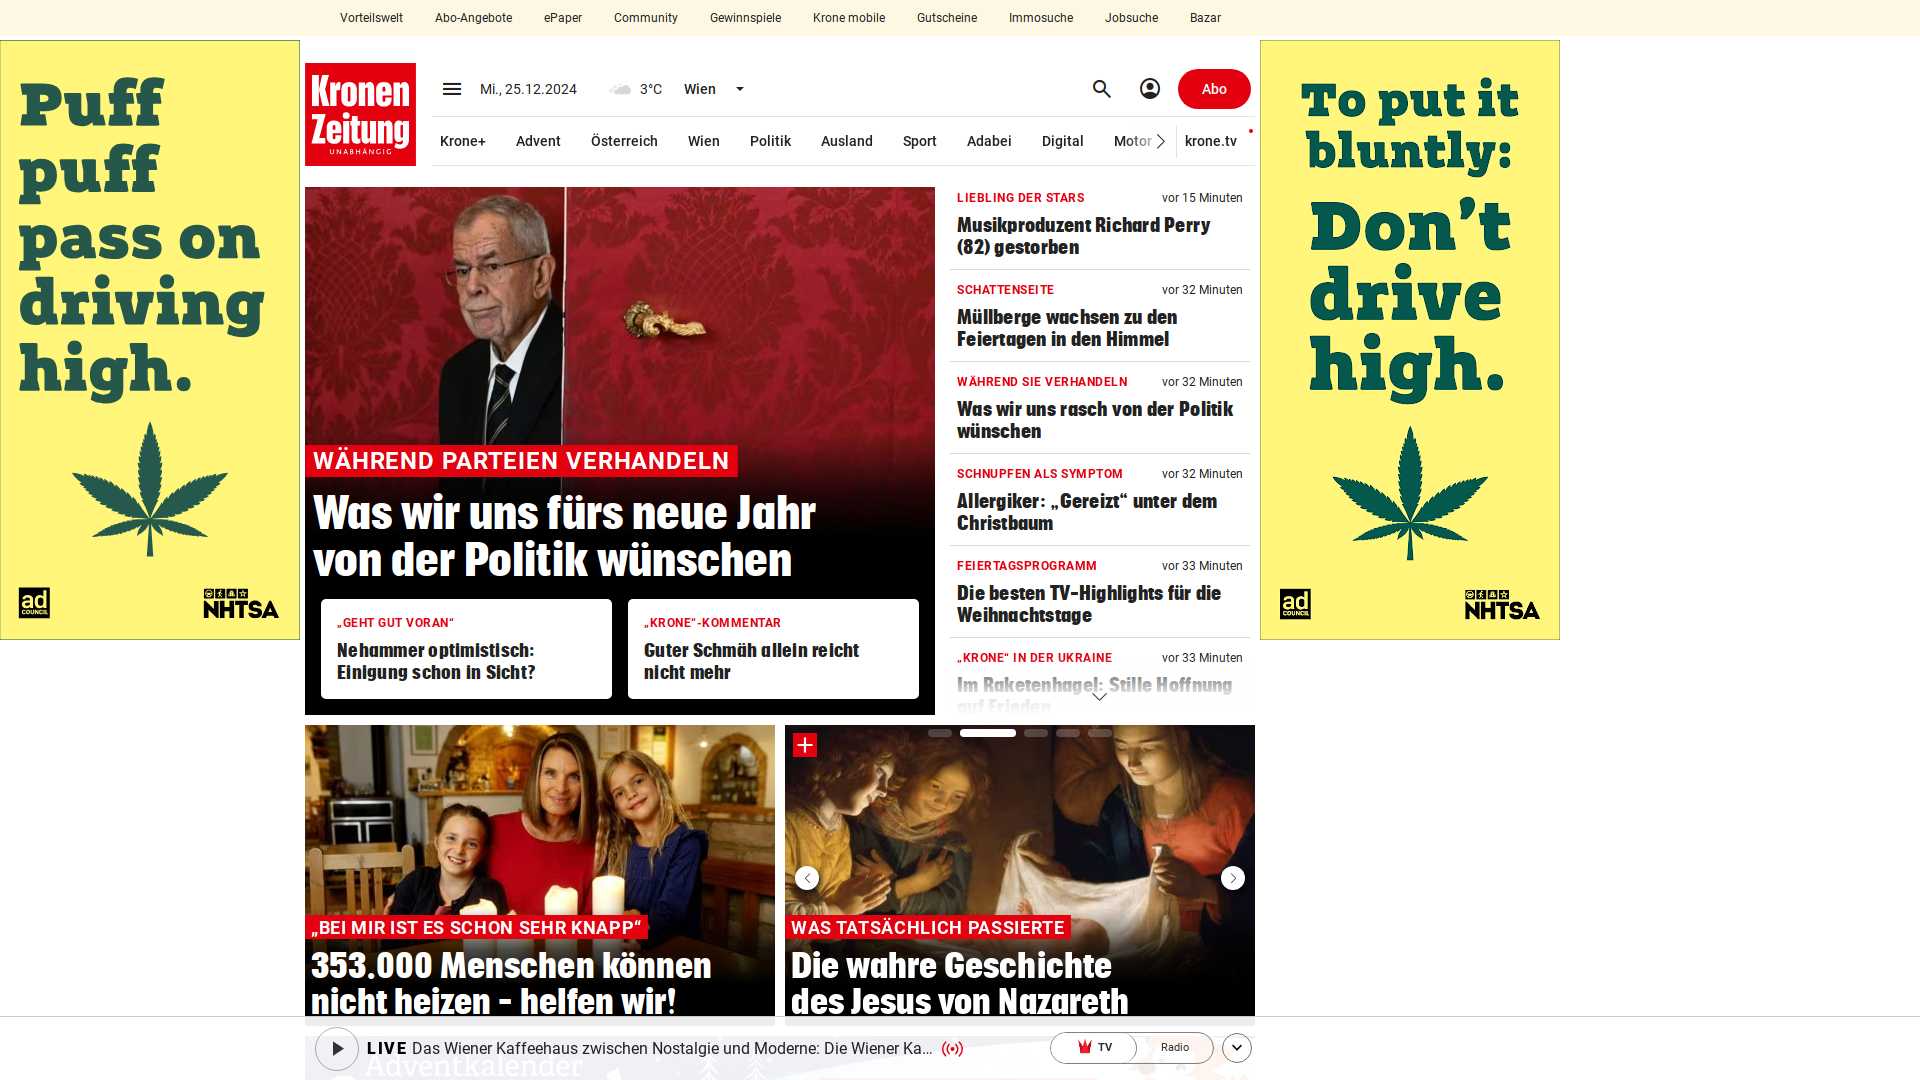 Vorteilswelt
Abo-Angebote
ePaper
Community
Gewinnspiele
Krone mobile
Gutscheine
Immosuche
Jobsuche
Bazar
Puff
puff
pass on
driving
high.
ad
COUNCIL
NHTSA
Kronen
Zeitung
UNABHÄNGIG
Mi., 25.12.2024
3°C
Wien
Abo
Krone+
Advent
Österreich
Wien
Politik
Ausland
Sport
Adabei
Digital
Motor
krone.tv
WÄHREND PARTEIEN VERHANDELN
Was wir uns fürs neue Jahr
von der Politik wünschen
„GEHT GUT VORAN“
Nehammer optimistisch:
Einigung schon in Sicht?
„KRONE“-KOMMENTAR
Guter Schmäh allein reicht
nicht mehr
LIEBLING DER STARS
vor 15 Minuten
Musikproduzent Richard Perry
(82) gestorben
SCHATTENSEITE
vor 32 Minuten
Müllberge wachsen zu den
Feiertagen in den Himmel
WÄHREND SIE VERHANDELN
vor 32 Minuten
Was wir uns rasch von der Politik
wünschen
SCHNUPFEN ALS SYMPTOM
vor 32 Minuten
Allergiker: „Gereizt“ unter dem
Christbaum
FEIERTAGSPROGRAMM
vor 33 Minuten
Die besten TV-Highlights für die
Weihnachtstage
„KRONE“ IN DER UKRAINE
vor 33 Minuten
Im Raketenhagel: Stille Hoffnung
auf Frieden
To put it
bluntly:
Don't
drive
high.
ad
COUNCIL
NHTSA
„BEI MIR IST ES SCHON SEHR KNAPP“
353.000 Menschen können
nicht heizen – helfen wir!
WAS TATSÄCHLICH PASSIERTE
Die wahre Geschichte
des Jesus von Nazareth
LIVE Das Wiener Kaffeehaus zwischen Nostalgie und Moderne: Die Wiener Ka...
TV
Radio
Adventkalender